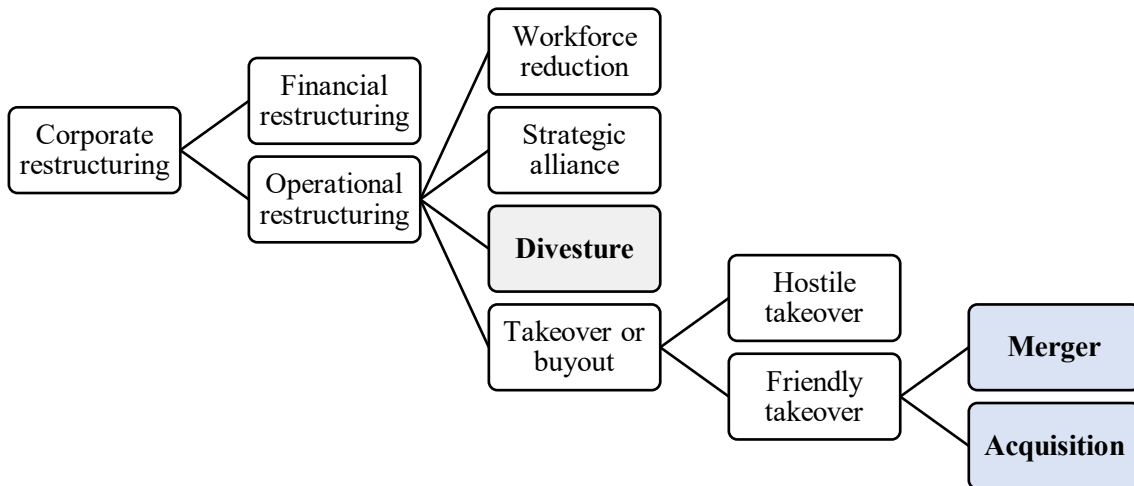 Corporate
restructuring
Financial
restructuring
Operational
restructuring
Workforce
reduction
Strategic
alliance
Divesture
Takeover or
buyout
Hostile
takeover
Friendly
takeover
Merger
Acquisition